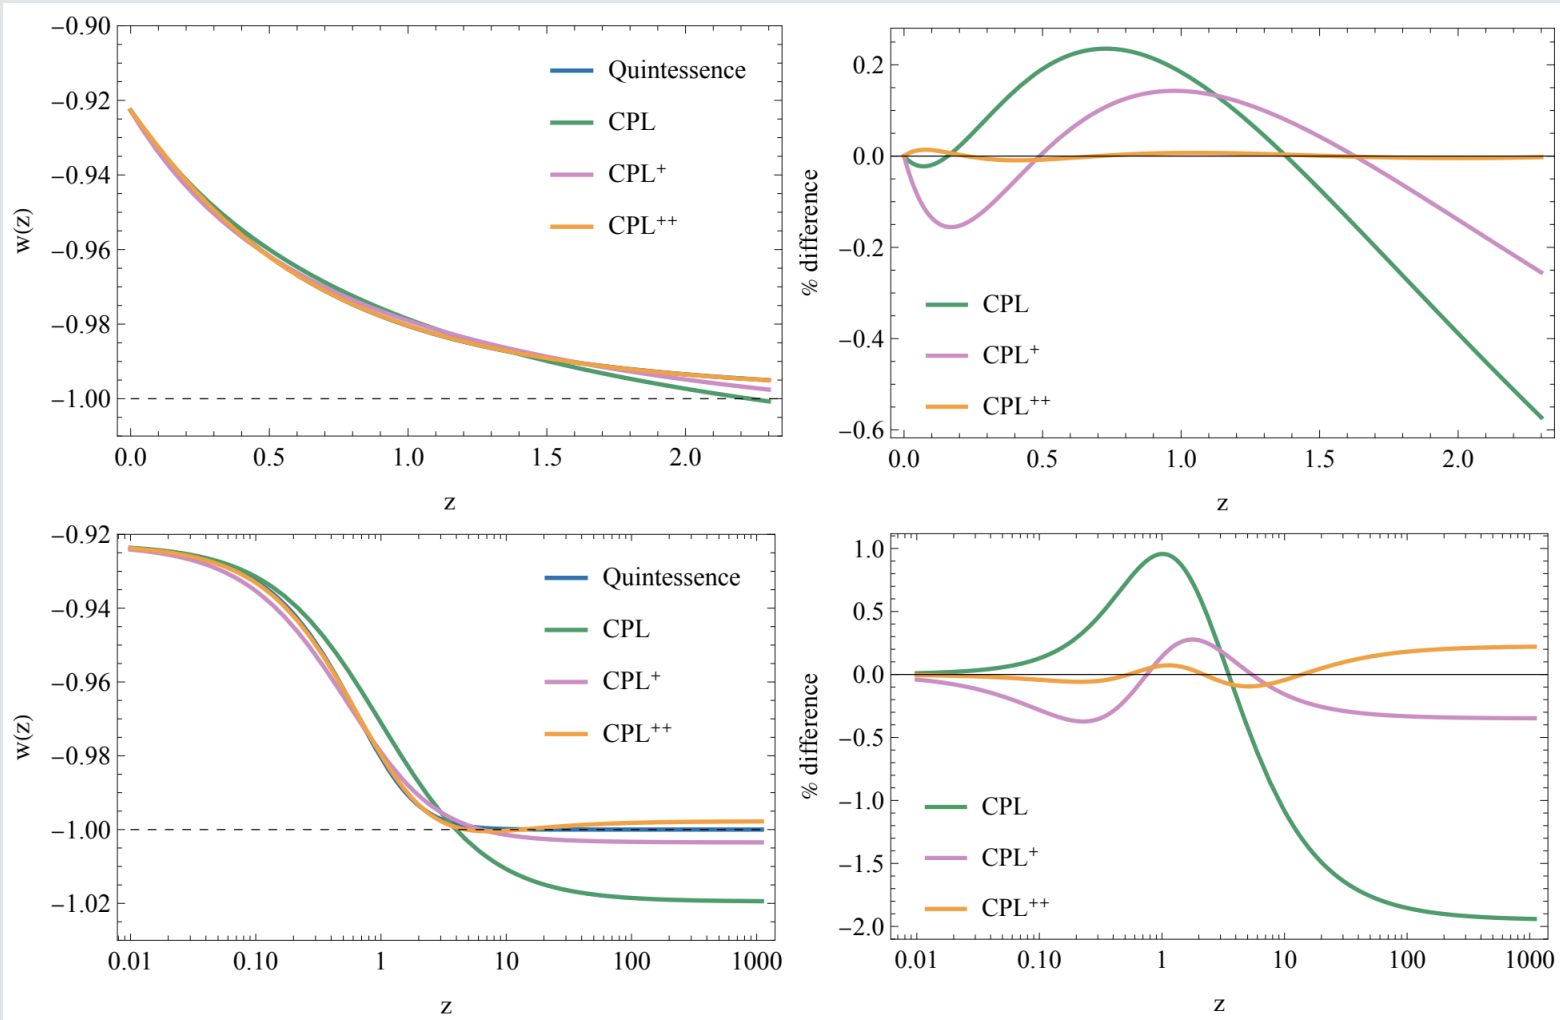 −0.90
−0.92
−0.94
−0.96
−0.98
−1.00
w(z)
Quintessence
CPL
CPL⁺
CPL⁺⁺
0.0 0.5 1.0 1.5 2.0
z
0.2
0.0
−0.2
−0.4
−0.6
% difference
CPL
CPL⁺
CPL⁺⁺
0.0 0.5 1.0 1.5 2.0
z
−0.92
−0.94
−0.96
−0.98
−1.00
−1.02
w(z)
Quintessence
CPL
CPL⁺
CPL⁺⁺
0.01 0.10 1 10 100 1000
z
1.0
0.5
0.0
−0.5
−1.0
−1.5
−2.0
% difference
CPL
CPL⁺
CPL⁺⁺
0.01 0.10 1 10 100 1000
z